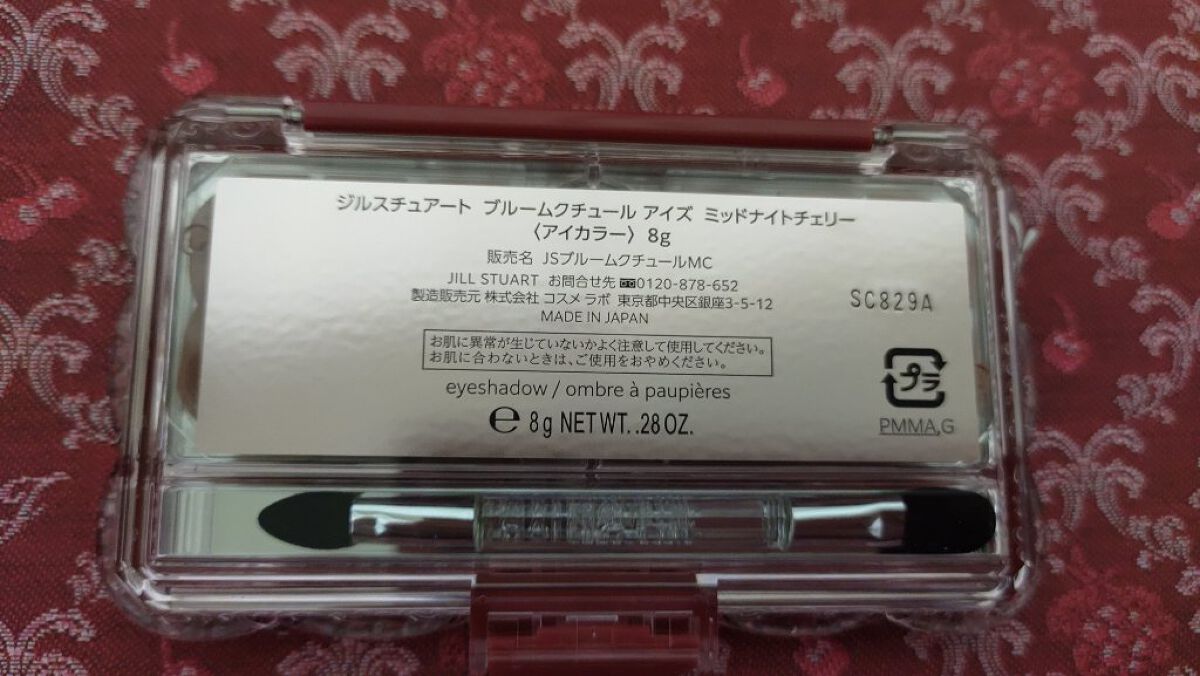 ジルスチュアート ブルームクチュール アイズ ミッドナイトチェリー
〈アイカラー〉 8g
販売名 JSブルームクチュールMC
JILL STUART お問合せ先 0120-878-652
製造販売元 株式会社 コスメ ラボ 東京都中央区銀座3-5-12
MADE IN JAPAN
SC829A
お肌に異常が生じていないかよく注意して使用してください。
お肌に合わないときは、ご使用をおやめください。
eyeshadow / ombre à paupières
℮ 8g NET WT. .28 OZ.
プラ
PMMA,G